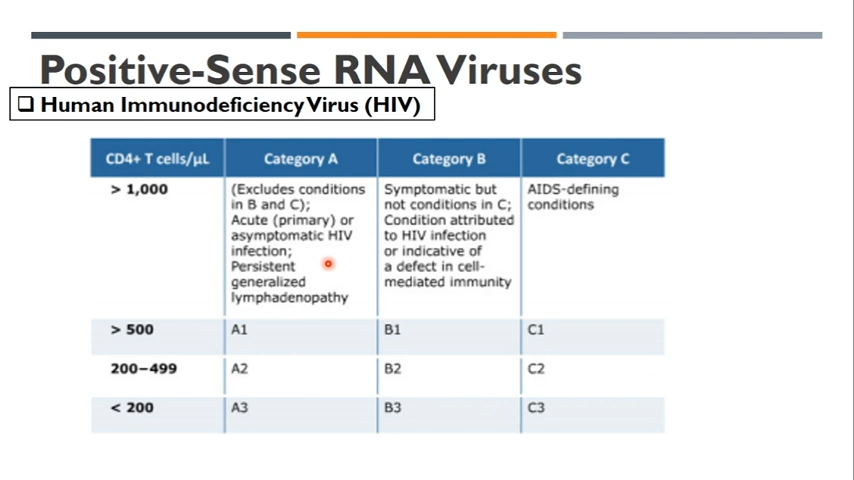 Positive-Sense RNA Viruses
❑ Human Immunodeficiency Virus (HIV)
CD4+ T cells/µL Category A Category B Category C
> 1,000 (Excludes conditions Symptomatic but AIDS-defining
in B and C); not conditions in C; conditions
Acute (primary) or Condition attributed
asymptomatic HIV to HIV infection
infection; or indicative of
Persistent a defect in cell-
generalized mediated immunity
lymphadenopathy
> 500 A1 B1 C1
200–499 A2 B2 C2
< 200 A3 B3 C3